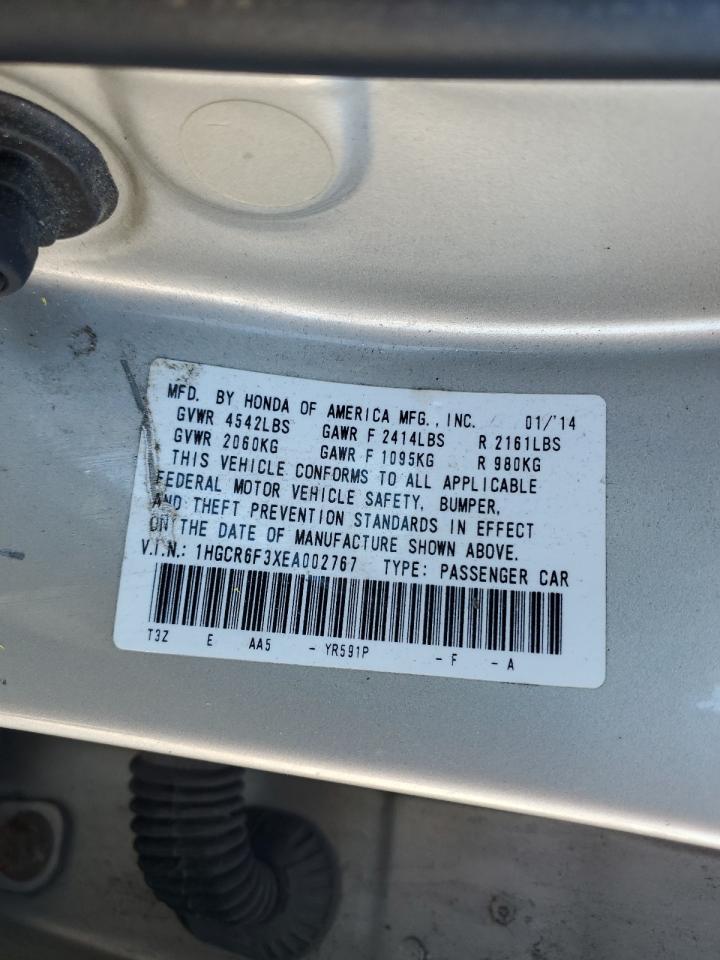 MFD. BY HONDA OF AMERICA MFG., INC. 01/'14
GVWR 4542LBS GAWR F 2414LBS R 2161LBS
GVWR 2060KG GAWR F 1095KG R 980KG
THIS VEHICLE CONFORMS TO ALL APPLICABLE
FEDERAL MOTOR VEHICLE SAFETY, BUMPER,
AND THEFT PREVENTION STANDARDS IN EFFECT
ON THE DATE OF MANUFACTURE SHOWN ABOVE.
V.I.N.: 1HGCR6F3XEA002767 TYPE: PASSENGER CAR
T3Z E AA5 - YR591P - F - A